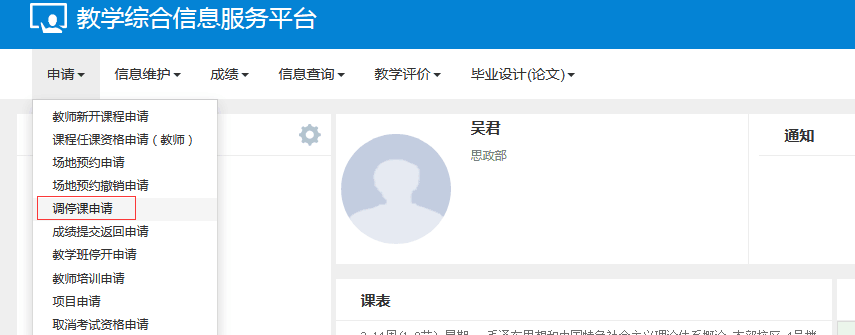 教学综合信息服务平台
申请 信息维护 成绩 信息查询 教学评价 毕业设计(论文)
教师新开课程申请
课程任课资格申请（教师）
场地预约申请
场地预约撤销申请
调停课申请
成绩提交返回申请
教学班停开申请
教师培训申请
项目申请
取消考试资格申请
吴君
思政部
通知
课表